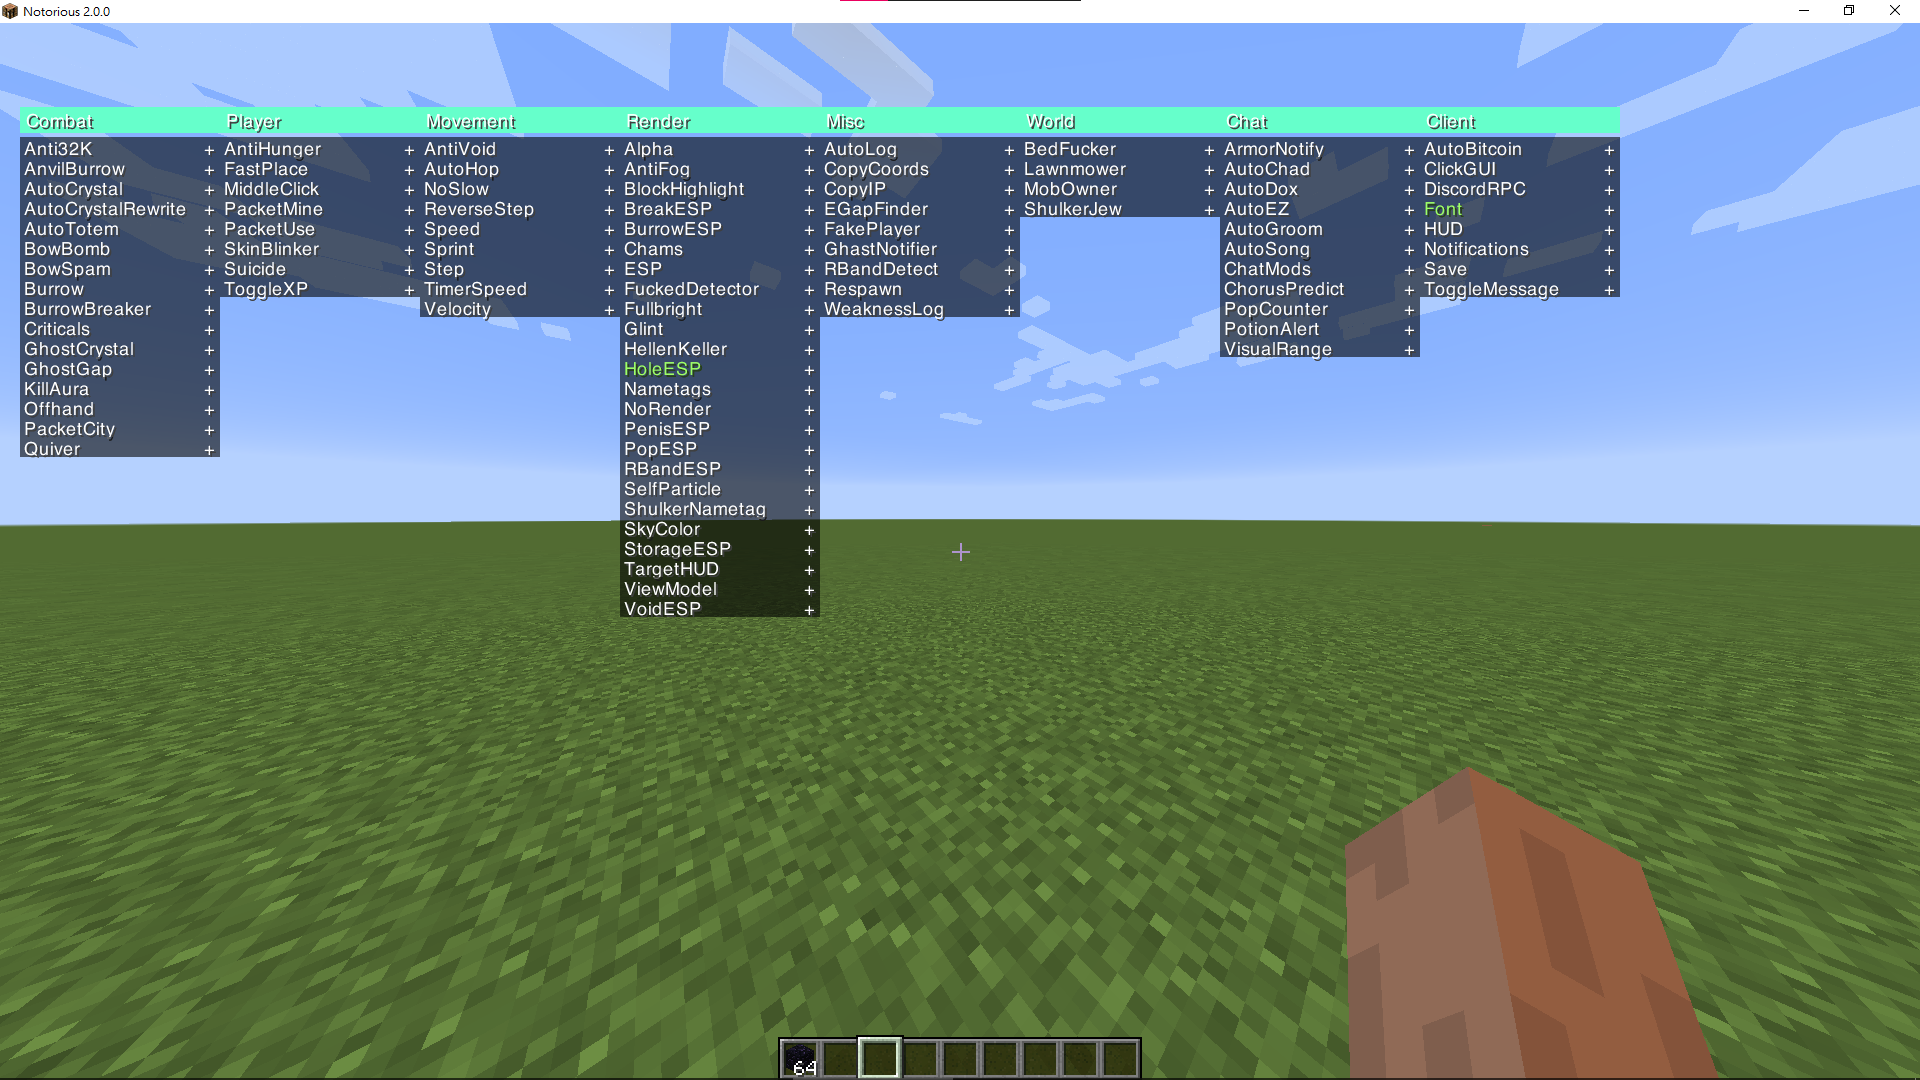 Notorious 2.0.0
Combat
Anti32K +
AnvilBurrow +
AutoCrystal +
AutoCrystalRewrite +
AutoTotem +
BowBomb +
BowSpam +
Burrow +
BurrowBreaker +
Criticals +
GhostCrystal +
GhostGap +
KillAura +
Offhand +
PacketCity +
Quiver +
Player
AntiHunger +
FastPlace +
MiddleClick +
PacketMine +
PacketUse +
SkinBlinker +
Suicide +
ToggleXP +
Movement
AntiVoid +
AutoHop +
NoSlow +
ReverseStep +
Speed +
Sprint +
Step +
TimerSpeed +
Velocity +
Render
Alpha +
AntiFog +
BlockHighlight +
BreakESP +
BurrowESP +
Chams +
ESP +
FuckedDetector +
Fullbright +
Glint +
HellenKeller +
HoleESP +
Nametags +
NoRender +
PenisESP +
PopESP +
RBandESP +
SelfParticle +
ShulkerNametag +
SkyColor +
StorageESP +
TargetHUD +
ViewModel +
VoidESP +
Misc
AutoLog +
CopyCoords +
CopyIP +
EGapFinder +
FakePlayer +
GhastNotifier +
RBandDetect +
Respawn +
WeaknessLog +
World
BedFucker +
Lawnmower +
MobOwner +
ShulkerJew +
Chat
ArmorNotify +
AutoChad +
AutoDox +
AutoEZ +
AutoGroom +
AutoSong +
ChatMods +
ChorusPredict +
PopCounter +
PotionAlert +
VisualRange +
Client
AutoBitcoin +
ClickGUI +
DiscordRPC +
Font +
HUD +
Notifications +
Save +
ToggleMessage +
64